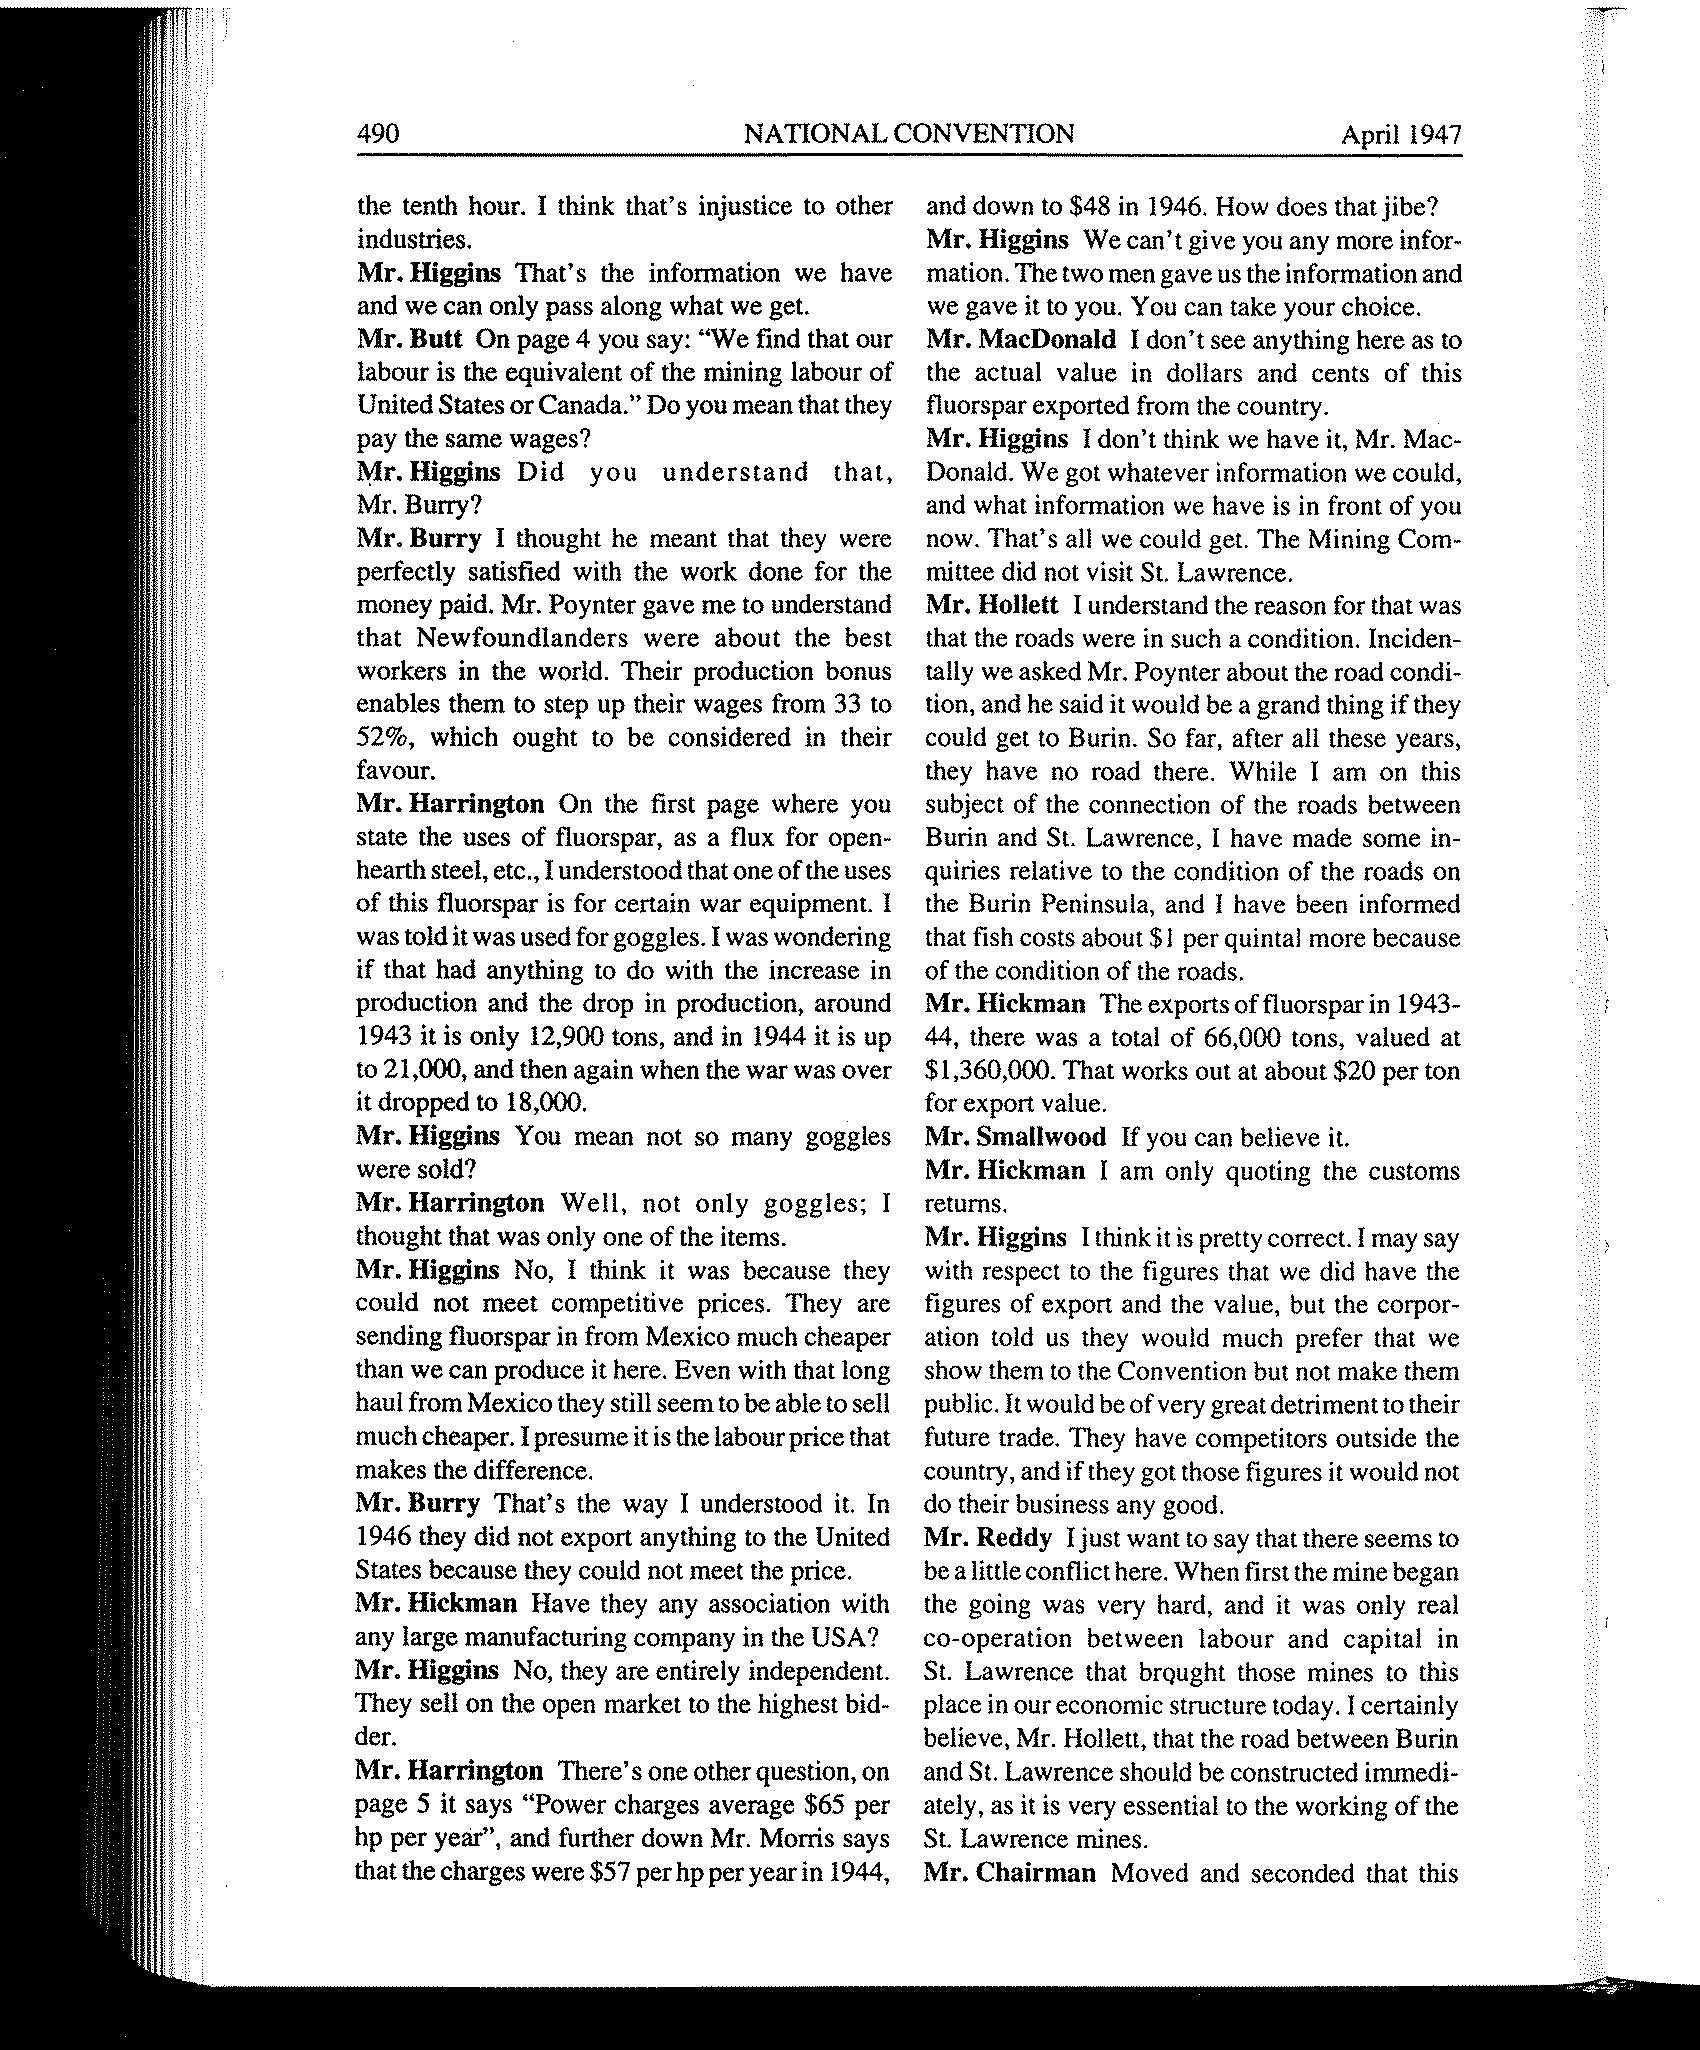 490 NATIONAL CONVENTION April 1947
the tenth hour. I think that's injustice to other
industries.
Mr. Higgins That's the information we have
and we can only pass along what we get.
Mr. Butt On page 4 you say: "We find that our
labour is the equivalent of the mining labour of
United States or Canada." Do you mean that they
pay the same wages?
Mr. Higgins Did you understand that,
Mr. Burry?
Mr. Burry I thought he meant that they were
perfectly satisfied with the work done for the
money paid. Mr. Poynter gave me to understand
that Newfoundlanders were about the best
workers in the world. Their production bonus
enables them to step up their wages from 33 to
52%, which ought to be considered in their
favour.
Mr. Harrington On the first page where you
state the uses of fluorspar, as a flux for open-
hearth steel, etc., I understood that one of the uses
of this fluorspar is for certain war equipment. I
was told it was used for goggles. I was wondering
if that had anything to do with the increase in
production and the drop in production, around
1943 it is only 12,900 tons, and in 1944 it is up
to 21,000, and then again when the war was over
it dropped to 18,000.
Mr. Higgins You mean not so many goggles
were sold?
Mr. Harrington Well, not only goggles; I
thought that was only one of the items.
Mr. Higgins No, I think it was because they
could not meet competitive prices. They are
sending fluorspar in from Mexico much cheaper
than we can produce it here. Even with that long
haul from Mexico they still seem to be able to sell
much cheaper. I presume it is the labour price that
makes the difference.
Mr. Burry That's the way I understood it. In
1946 they did not export anything to the United
States because they could not meet the price.
Mr. Hickman Have they any association with
any large manufacturing company in the USA?
Mr. Higgins No, they are entirely independent.
They sell on the open market to the highest bid-
der.
Mr. Harrington There's one other question, on
page 5 it says "Power charges average $65 per
hp per year", and further down Mr. Morris says
that the charges were $57 per hp per year in 1944,
and down to $48 in 1946. How does that jibe?
Mr. Higgins We can't give you any more infor-
mation. The two men gave us the information and
we gave it to you. You can take your choice.
Mr. MacDonald I don't see anything here as to
the actual value in dollars and cents of this
fluorspar exported from the country.
Mr. Higgins I don't think we have it, Mr. Mac-
Donald. We got whatever information we could,
and what information we have is in front of you
now. That's all we could get. The Mining Com-
mittee did not visit St. Lawrence.
Mr. Hollett I understand the reason for that was
that the roads were in such a condition. Inciden-
tally we asked Mr. Poynter about the road condi-
tion, and he said it would be a grand thing if they
could get to Burin. So far, after all these years,
they have no road there. While I am on this
subject of the connection of the roads between
Burin and St. Lawrence, I have made some in-
quiries relative to the condition of the roads on
the Burin Peninsula, and I have been informed
that fish costs about $1 per quintal more because
of the condition of the roads.
Mr. Hickman The exports of fluorspar in 1943-
44, there was a total of 66,000 tons, valued at
$1,360,000. That works out at about $20 per ton
for export value.
Mr. Smallwood If you can believe it.
Mr. Hickman I am only quoting the customs
returns.
Mr. Higgins I think it is pretty correct. I may say
with respect to the figures that we did have the
figures of export and the value, but the corpor-
ation told us they would much prefer that we
show them to the Convention but not make them
public. It would be of very great detriment to their
future trade. They have competitors outside the
country, and if they got those figures it would not
do their business any good.
Mr. Reddy I just want to say that there seems to
be a little conflict here. When first the mine began
the going was very hard, and it was only real
co-operation between labour and capital in
St. Lawrence that brought those mines to this
place in our economic structure today. I certainly
believe, Mr. Hollett, that the road between Burin
and St. Lawrence should be constructed immedi-
ately, as it is very essential to the working of the
St. Lawrence mines.
Mr. Chairman Moved and seconded that this